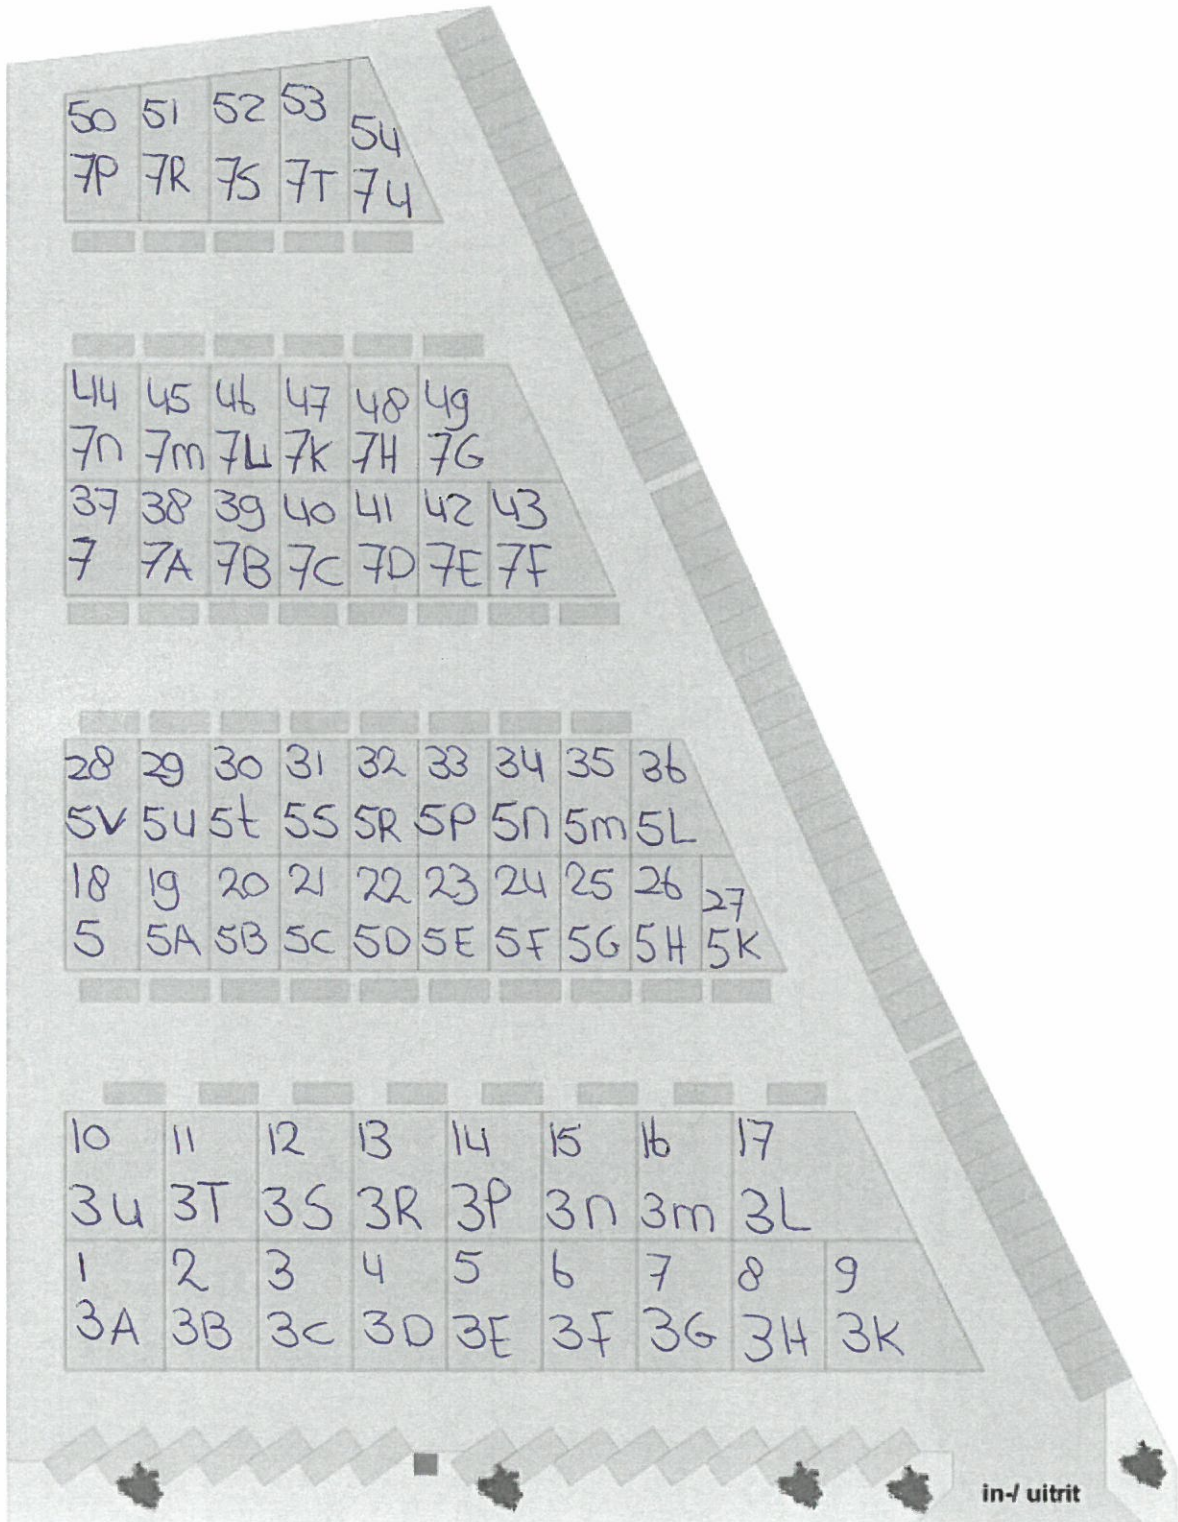 50 51 52 53 54
7P 7R 7S 7T 7U
44 45 46 47 48 49
7n 7m 7L 7K 7H 7G
37 38 39 40 41 42 43
7 7A 7B 7C 7D 7E 7F
28 29 30 31 32 33 34 35 36
5V 5U 5t 5S 5R 5P 5n 5m 5L
18 19 20 21 22 23 24 25 26 27
5 5A 5B 5C 5D 5E 5F 5G 5H 5K
10 11 12 13 14 15 16 17
3U 3T 3S 3R 3P 3n 3m 3L
1 2 3 4 5 6 7 8 9
3A 3B 3C 3D 3E 3F 3G 3H 3K
in-/ uitrit